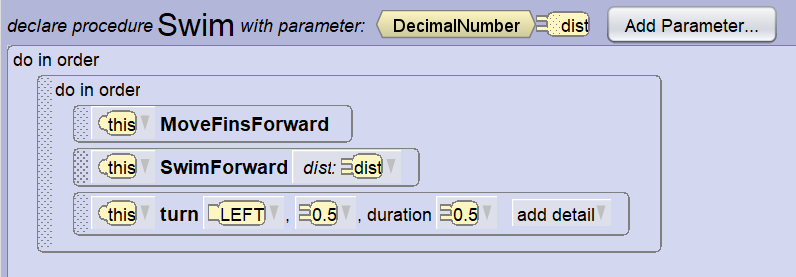 declare procedure Swim with parameter: DecimalNumber dist Add Parameter...
do in order
do in order
this MoveFinsForward
this SwimForward dist: dist
this turn LEFT , 0.5 , duration 0.5 add detail